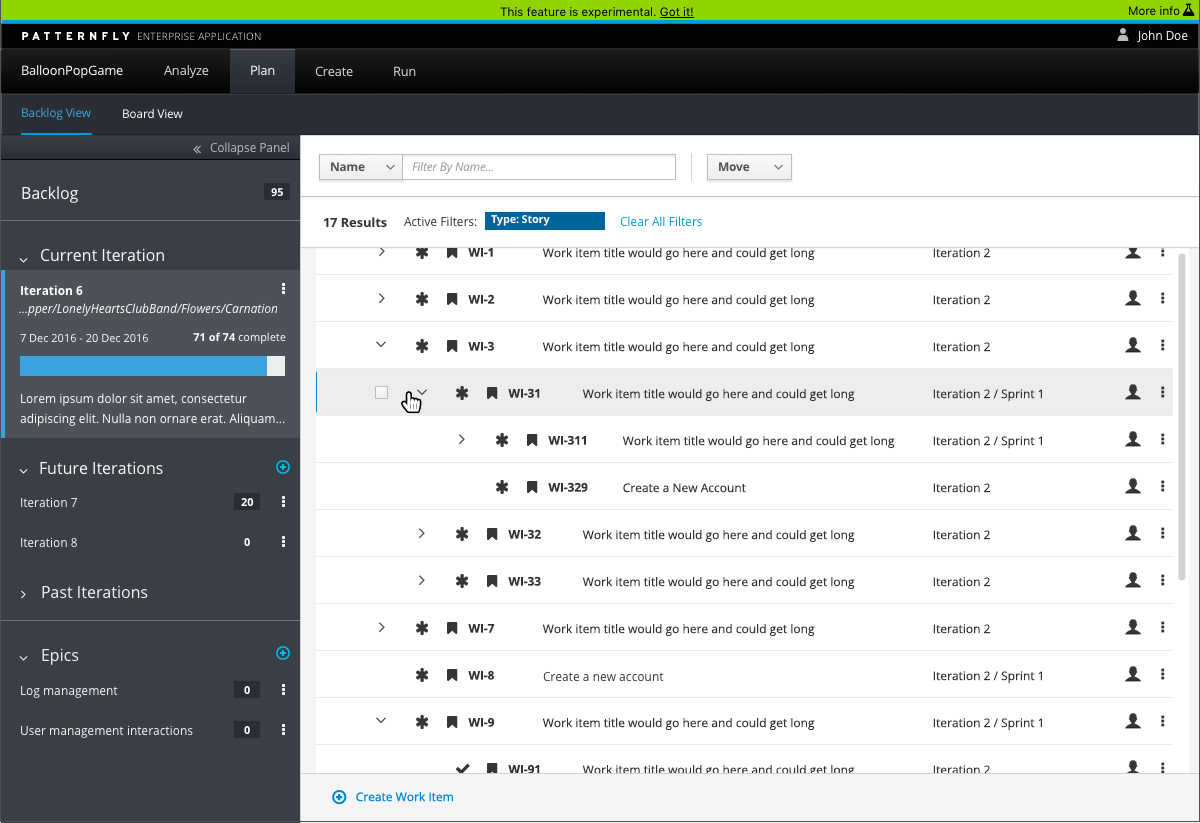 This feature is experimental. Got it!
More info
PATTERNFLY ENTERPRISE APPLICATION
John Doe
BalloonPopGame
Analyze
Plan
Create
Run
Backlog View
Board View
« Collapse Panel
Backlog
95
Current Iteration
Iteration 6
...pper/LonelyHeartsClubBand/Flowers/Carnation
7 Dec 2016 - 20 Dec 2016
71 of 74 complete
Lorem ipsum dolor sit amet, consectetur
adipiscing elit. Nulla non ornare erat. Aliquam...
Future Iterations
Iteration 7
20
Iteration 8
0
Past Iterations
Epics
Log management
0
User management interactions
0
Name
Filter By Name...
Move
17 Results
Active Filters:
Type: Story
Clear All Filters
WI-1 Work item title would go here and could get long Iteration 2
WI-2 Work item title would go here and could get long Iteration 2
WI-3 Work item title would go here and could get long Iteration 2
WI-31 Work item title would go here and could get long Iteration 2 / Sprint 1
WI-311 Work item title would go here and could get long Iteration 2 / Sprint 1
WI-329 Create a New Account Iteration 2
WI-32 Work item title would go here and could get long Iteration 2
WI-33 Work item title would go here and could get long Iteration 2
WI-7 Work item title would go here and could get long Iteration 2
WI-8 Create a new account Iteration 2 / Sprint 1
WI-9 Work item title would go here and could get long Iteration 2 / Sprint 1
WI-91 Work item title would go here and could get long Iteration 2
Create Work Item